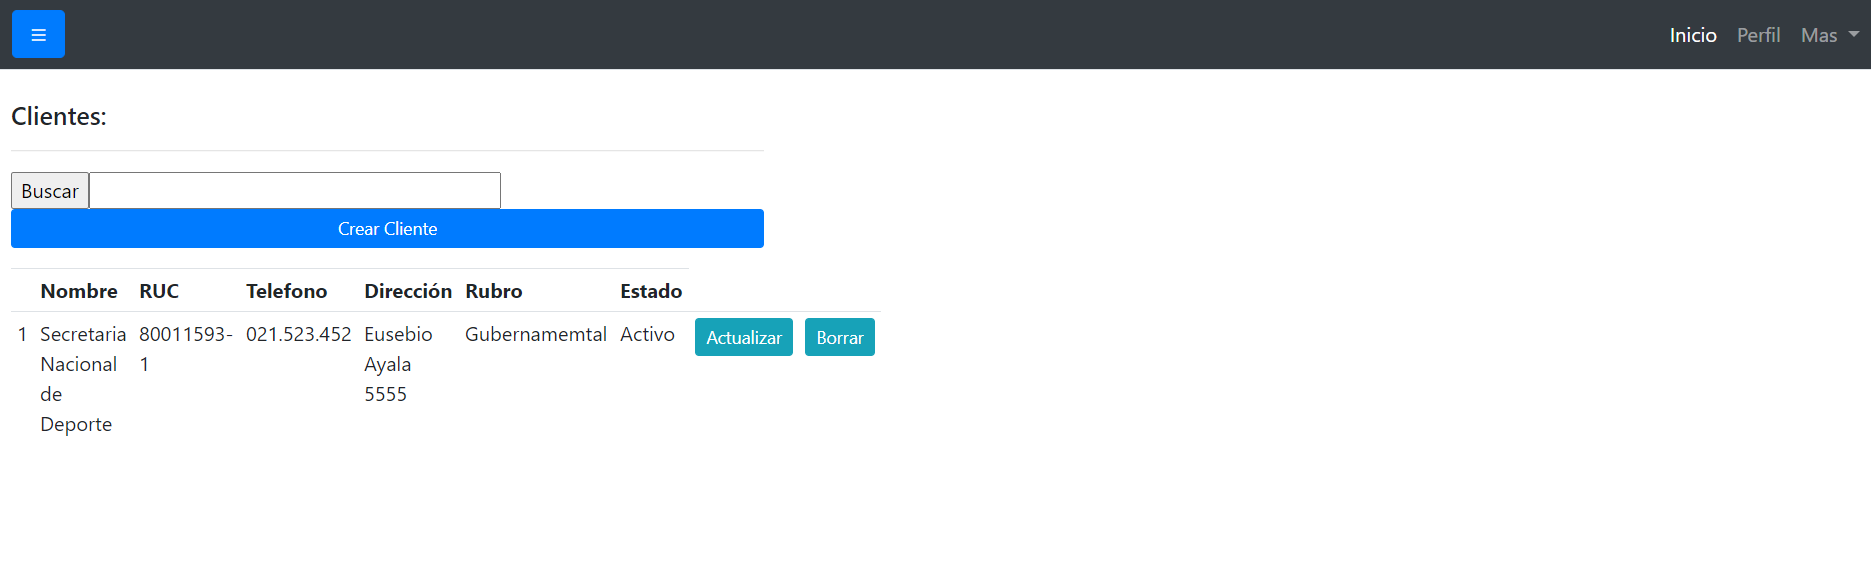 Inicio Perfil Mas
Clientes:
Buscar
Crear Cliente
Nombre RUC Telefono Dirección Rubro Estado
1 Secretaria 80011593- 021.523.452 Eusebio Gubernamemtal Activo Actualizar Borrar
Nacional 1 Ayala
de 5555
Deporte